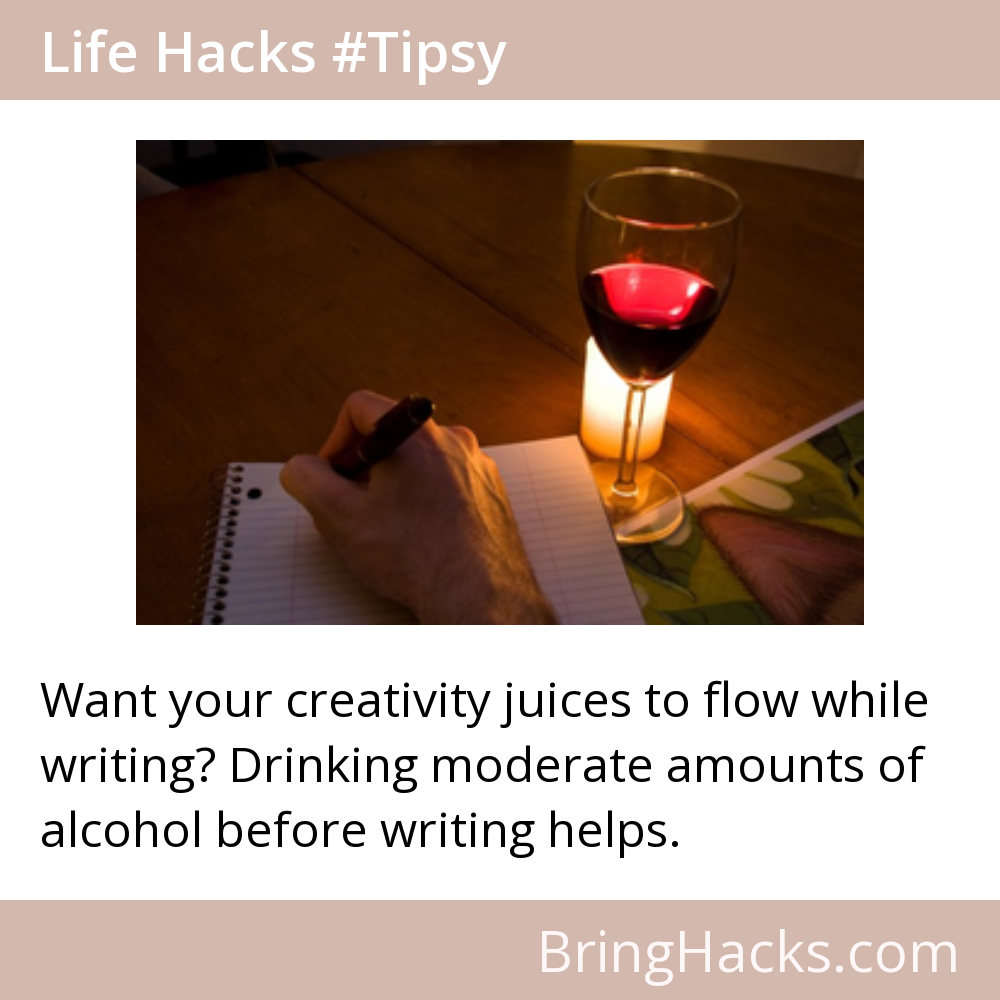 Life Hacks #Tipsy
Want your creativity juices to flow while
writing? Drinking moderate amounts of
alcohol before writing helps.
BringHacks.com